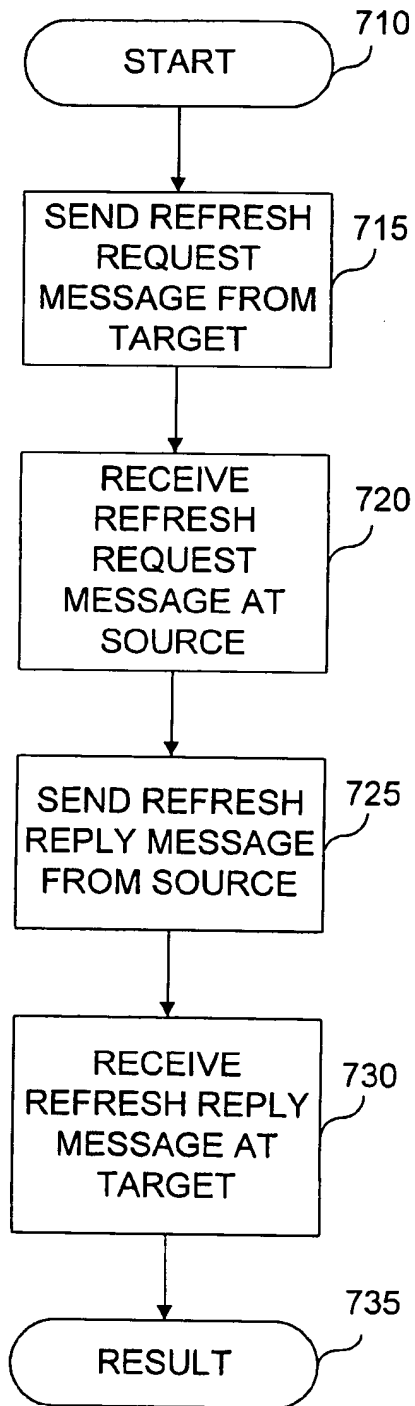 710
START
715
SEND REFRESH
REQUEST
MESSAGE FROM
TARGET
720
RECEIVE
REFRESH
REQUEST
MESSAGE AT
SOURCE
725
SEND REFRESH
REPLY MESSAGE
FROM SOURCE
730
RECEIVE
REFRESH REPLY
MESSAGE AT
TARGET
735
RESULT